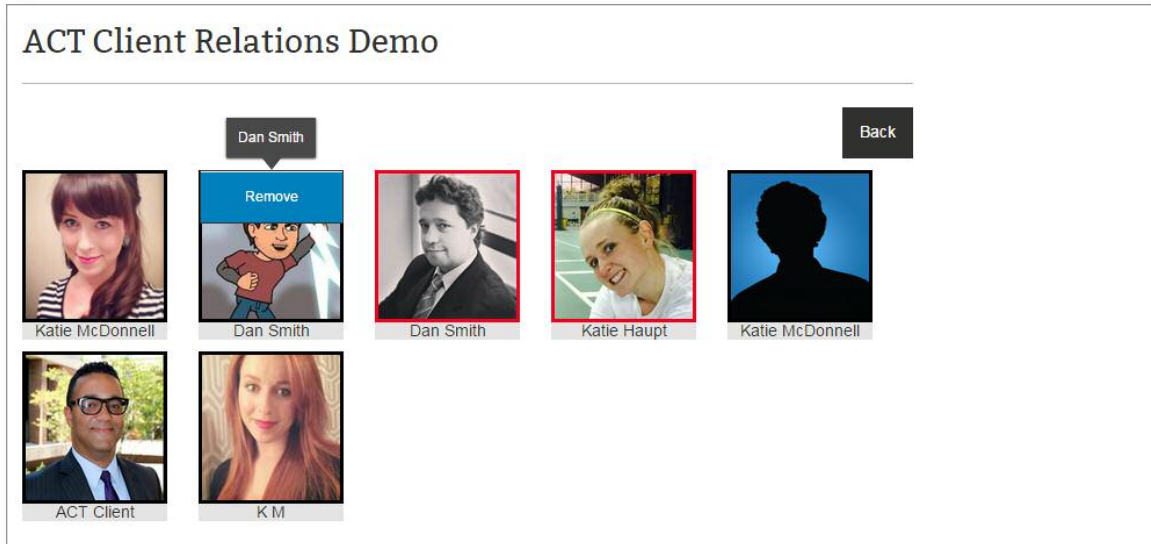 ACT Client Relations Demo
Back
Dan Smith
Remove
Katie McDonnell
Dan Smith
Dan Smith
Katie Haupt
Katie McDonnell
ACT Client
K M